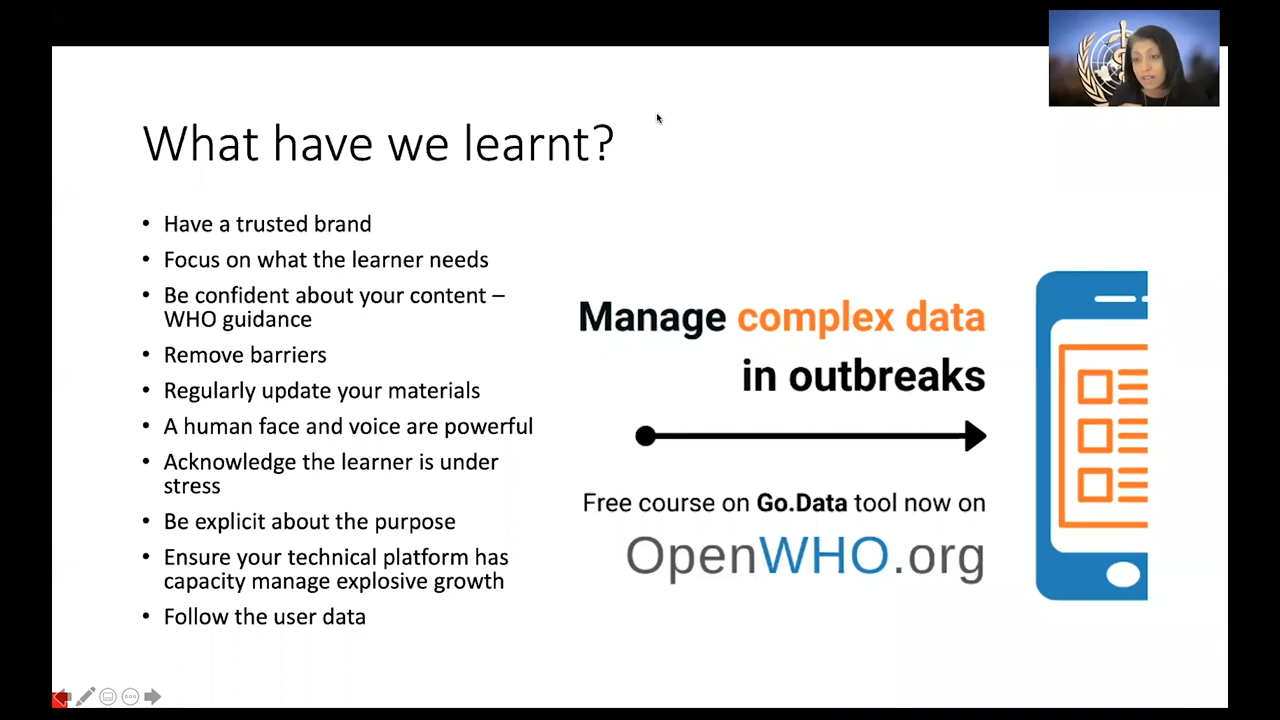 What have we learnt?
• Have a trusted brand
• Focus on what the learner needs
• Be confident about your content –
WHO guidance
• Remove barriers
• Regularly update your materials
• A human face and voice are powerful
• Acknowledge the learner is under
stress
• Be explicit about the purpose
• Ensure your technical platform has
capacity manage explosive growth
• Follow the user data
Manage complex data
in outbreaks
Free course on Go.Data tool now on
OpenWHO.org